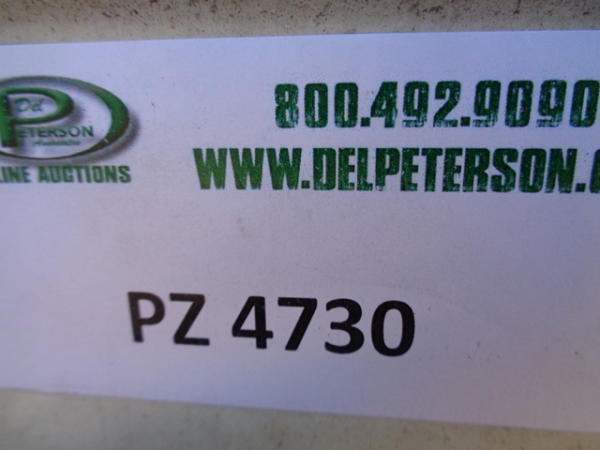 Del
PETERSON
LINE AUCTIONS
800.492.9090
WWW.DELPETERSON.C
PZ 4730